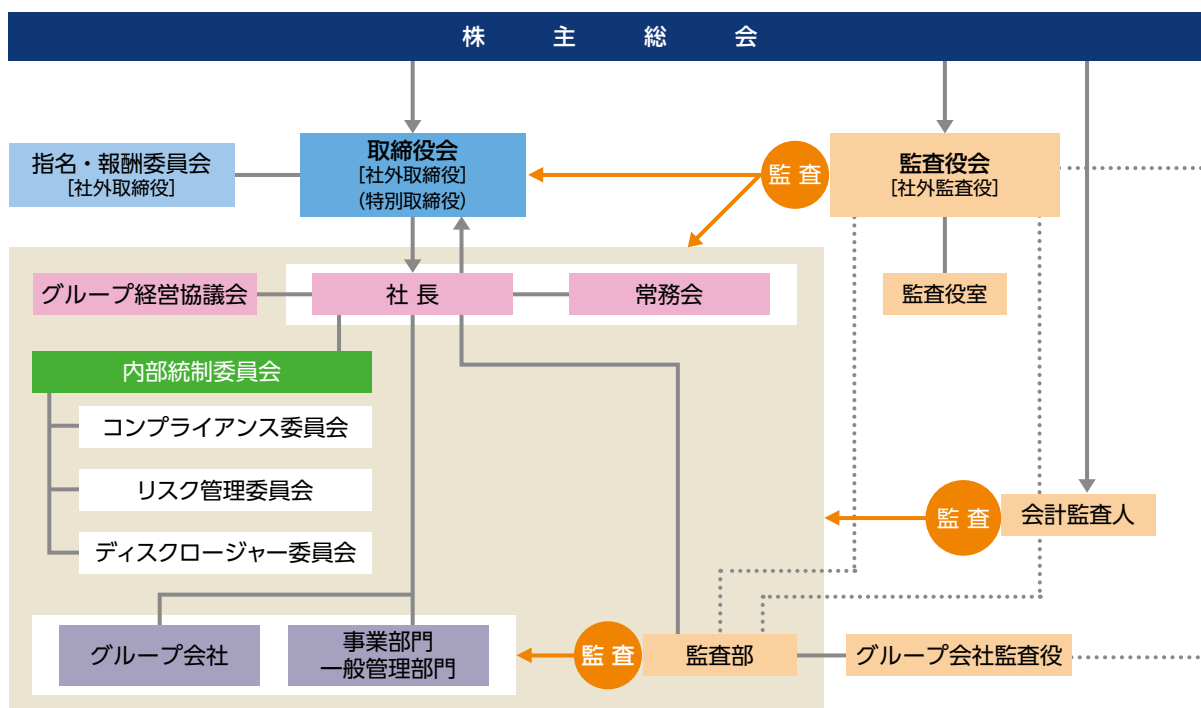 株主総会
指名・報酬委員会
[社外取締役]
取締役会
[社外取締役]
(特別取締役)
監査
監査役会
[社外監査役]
グループ経営協議会
社長
常務会
監査役室
内部統制委員会
コンプライアンス委員会
リスク管理委員会
ディスクロージャー委員会
監査
会計監査人
グループ会社
事業部門
一般管理部門
監査
監査部
グループ会社監査役